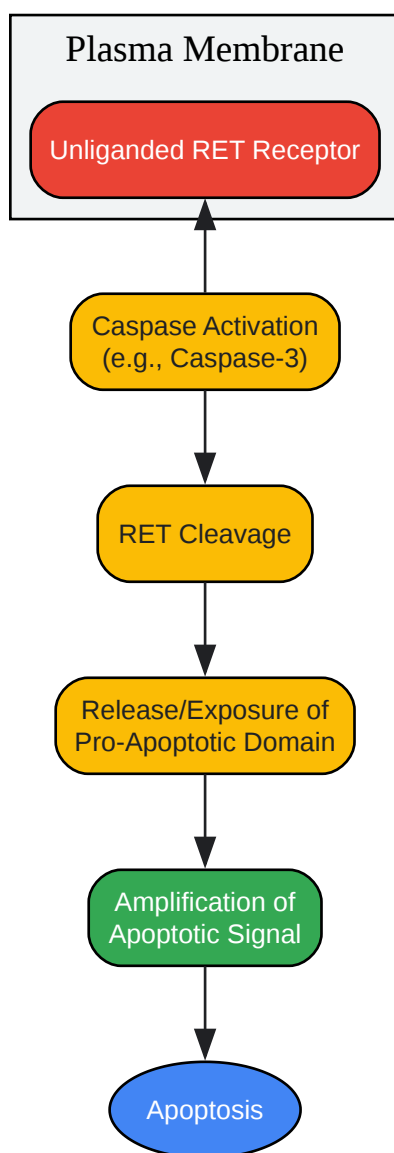 Plasma Membrane
Unliganded RET Receptor
Caspase Activation
(e.g., Caspase-3)
RET Cleavage
Release/Exposure of
Pro-Apoptotic Domain
Amplification of
Apoptotic Signal
Apoptosis